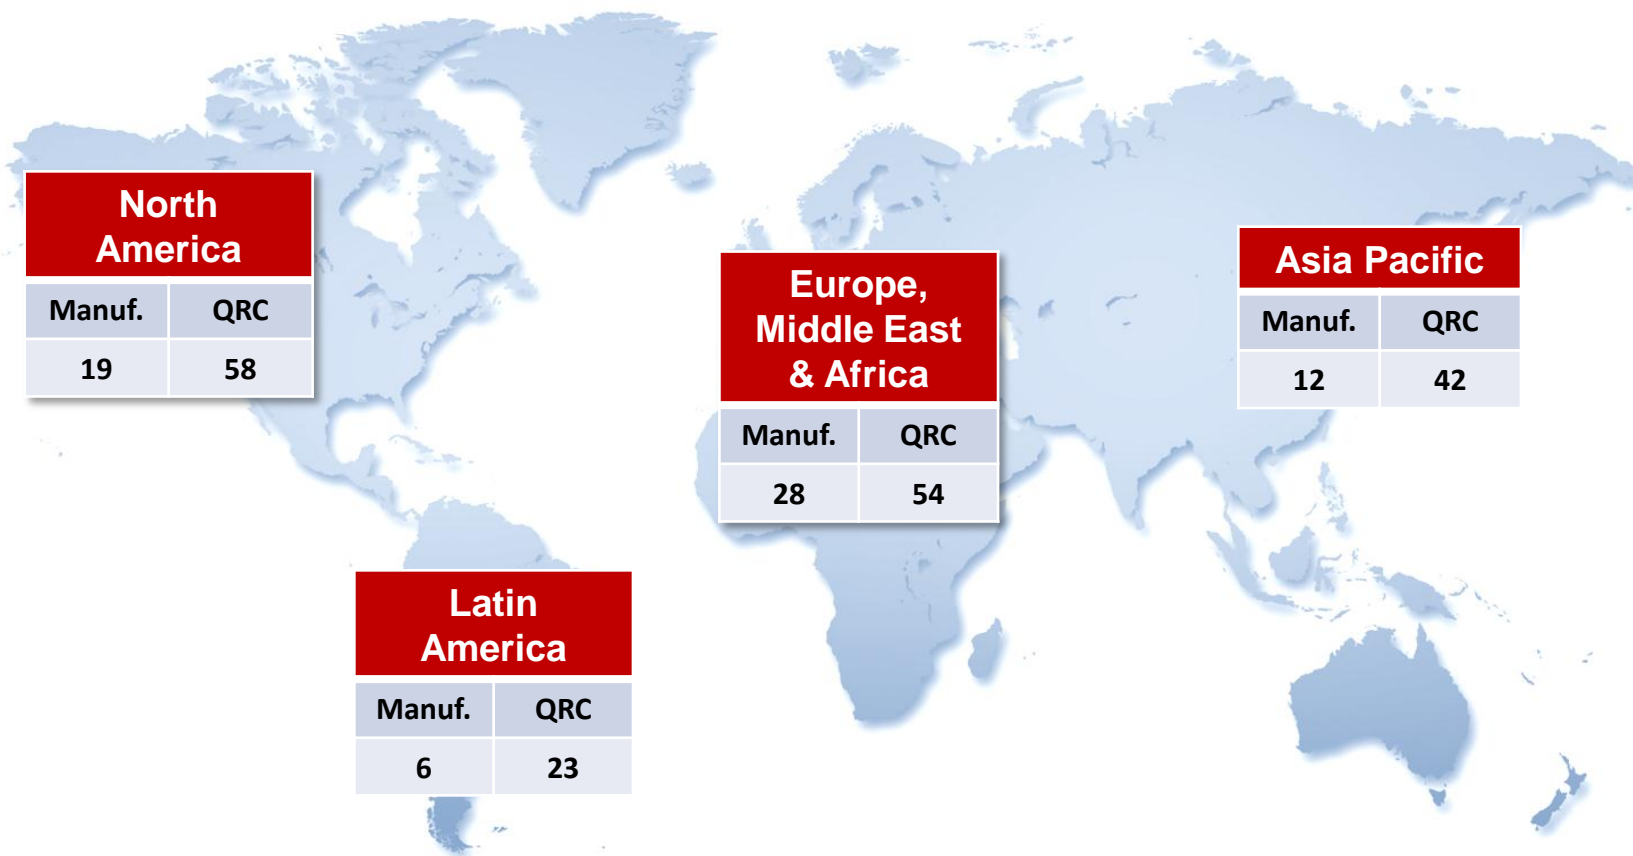 North
America
Manuf. QRC
19 58
Europe,
Middle East
& Africa
Manuf. QRC
28 54
Asia Pacific
Manuf. QRC
12 42
Latin
America
Manuf. QRC
6 23